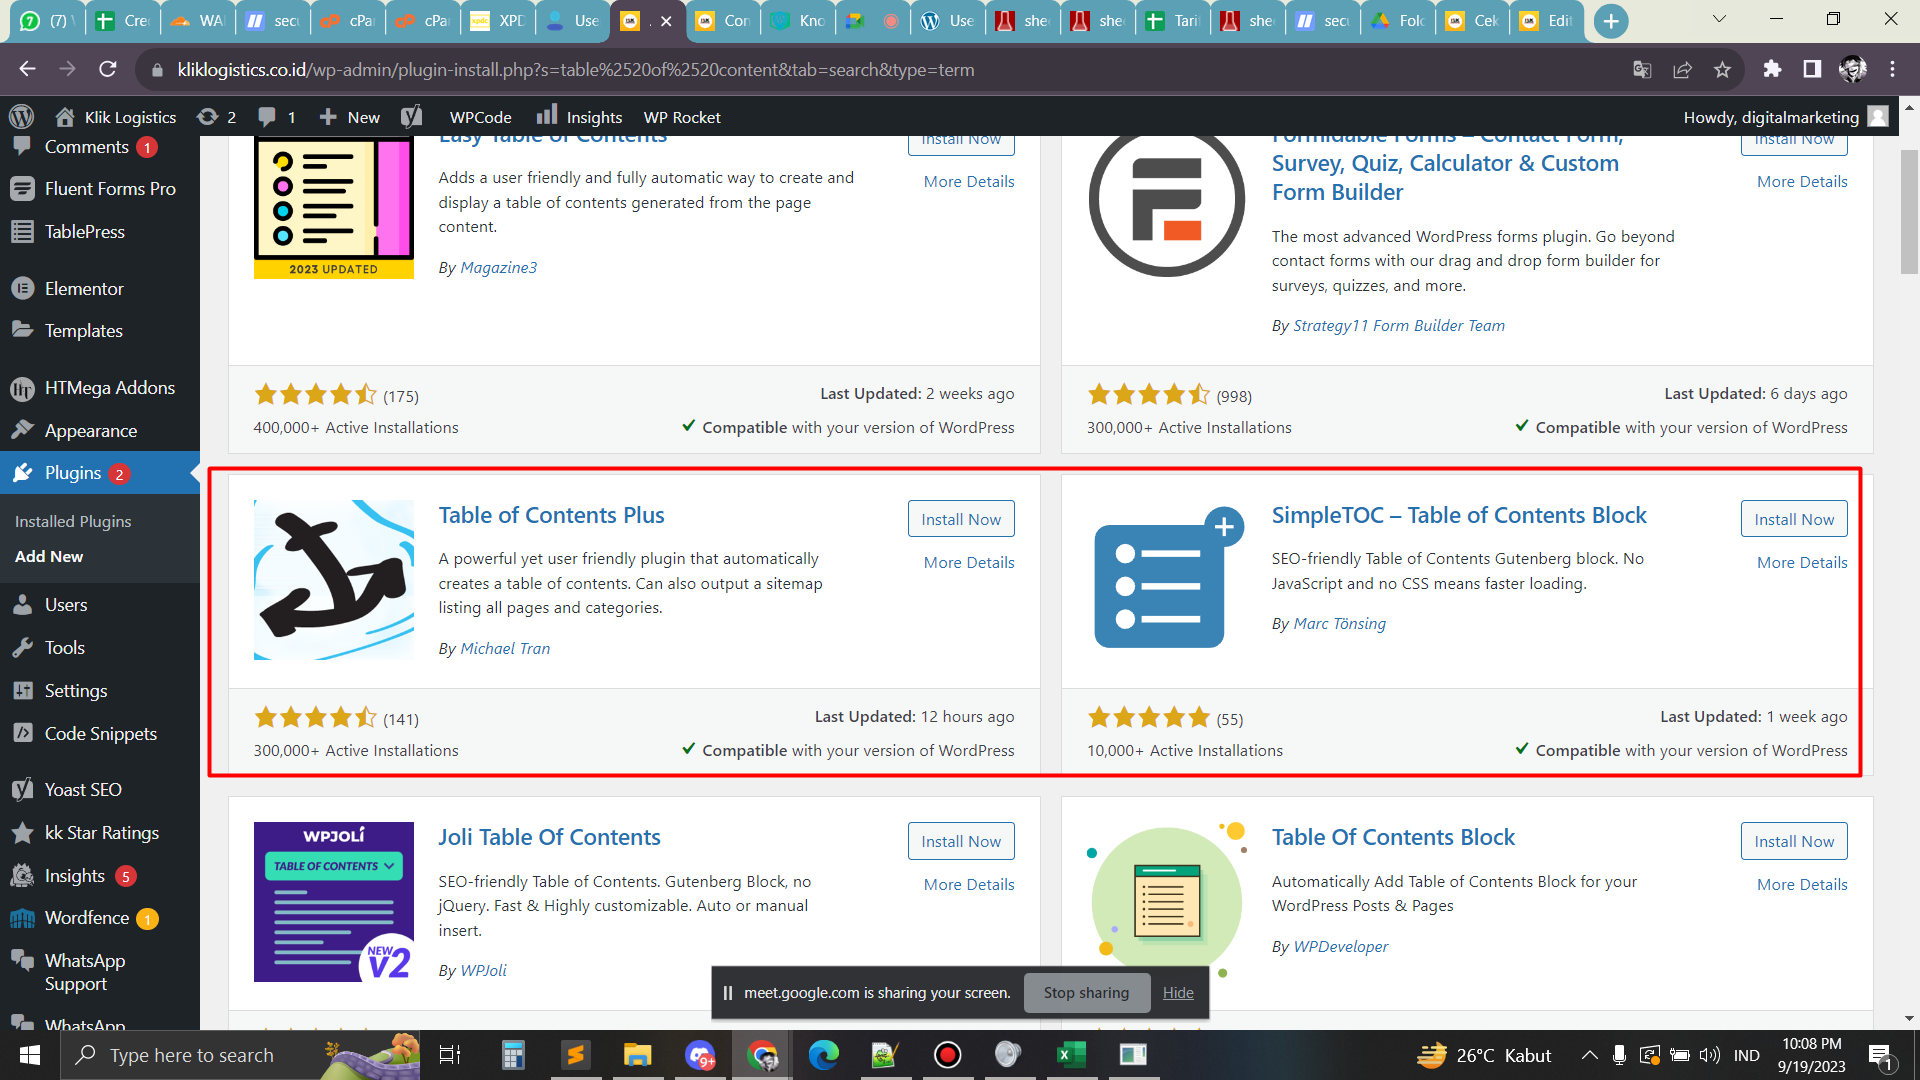 (7)
Cre
WA
secu
cPar
cPar
XPD
Use
Con
Kno
Use
she
she
Tari
she
secu
Folc
Cek
Edit
kliklogistics.co.id/wp-admin/plugin-install.php?s=table%2520of%2520content&tab=search&type=term
Klik Logistics
2
1
New
WPCode
Insights
WP Rocket
Howdy, digitalmarketing
Comments 1
Fluent Forms Pro
TablePress
Elementor
Templates
HTMega Addons
Appearance
Plugins 2
Installed Plugins
Add New
Users
Tools
Settings
Code Snippets
Yoast SEO
kk Star Ratings
Insights 5
Wordfence 1
WhatsApp
Support
WhatsApp
Easy Table of Contents
Install Now
More Details
Adds a user friendly and fully automatic way to create and
display a table of contents generated from the page
content.
By Magazine3
2023 UPDATED
(175)
Last Updated: 2 weeks ago
400,000+ Active Installations
Compatible with your version of WordPress
Formidable Forms – Contact Form,
Survey, Quiz, Calculator & Custom
Form Builder
Install Now
More Details
The most advanced WordPress forms plugin. Go beyond
contact forms with our drag and drop form builder for
surveys, quizzes, and more.
By Strategy11 Form Builder Team
(998)
Last Updated: 6 days ago
300,000+ Active Installations
Compatible with your version of WordPress
Table of Contents Plus
Install Now
More Details
A powerful yet user friendly plugin that automatically
creates a table of contents. Can also output a sitemap
listing all pages and categories.
By Michael Tran
(141)
Last Updated: 12 hours ago
300,000+ Active Installations
Compatible with your version of WordPress
SimpleTOC – Table of Contents Block
Install Now
More Details
SEO-friendly Table of Contents Gutenberg block. No
JavaScript and no CSS means faster loading.
By Marc Tönsing
(55)
Last Updated: 1 week ago
10,000+ Active Installations
Compatible with your version of WordPress
WPJOLI
TABLE OF CONTENTS
NEW
V2
Joli Table Of Contents
Install Now
More Details
SEO-friendly Table of Contents. Gutenberg Block, no
jQuery. Fast & Highly customizable. Auto or manual
insert.
By WPJoli
Table Of Contents Block
Install Now
More Details
Automatically Add Table of Contents Block for your
WordPress Posts & Pages
By WPDeveloper
meet.google.com is sharing your screen.
Stop sharing
Hide
Type here to search
9+
26°C Kabut
IND
10:08 PM
9/19/2023
1